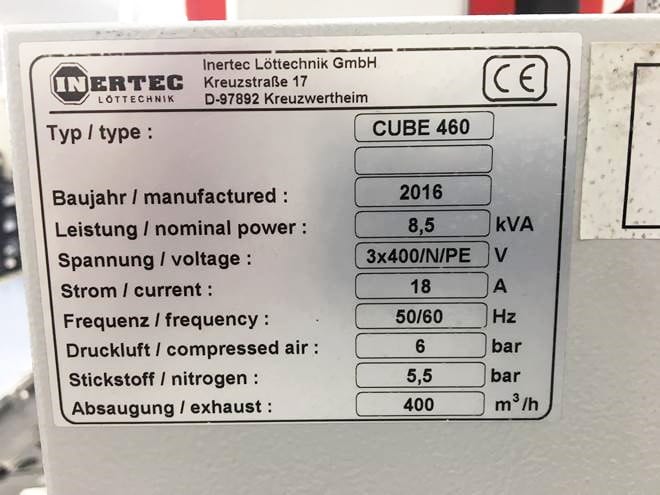 INERTEC
LÖTTECHNIK
Inertec Löttechnik GmbH
Kreuzstraße 17
D-97892 Kreuzwertheim
CE
Typ / type : CUBE 460
Baujahr / manufactured : 2016
Leistung / nominal power : 8,5 kVA
Spannung / voltage : 3x400/N/PE V
Strom / current : 18 A
Frequenz / frequency : 50/60 Hz
Druckluft / compressed air : 6 bar
Stickstoff / nitrogen : 5,5 bar
Absaugung / exhaust : 400 m³/h